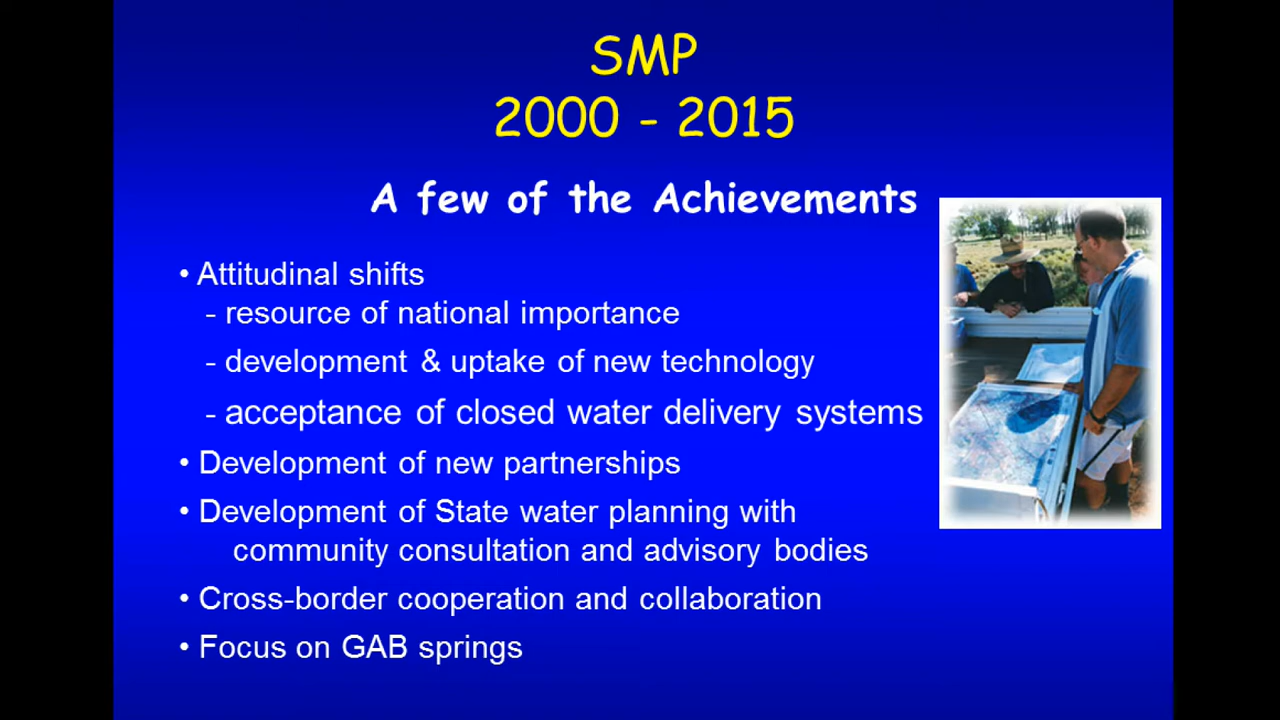 SMP
2000 - 2015
A few of the Achievements
• Attitudinal shifts
- resource of national importance
- development & uptake of new technology
- acceptance of closed water delivery systems
• Development of new partnerships
• Development of State water planning with
community consultation and advisory bodies
• Cross-border cooperation and collaboration
• Focus on GAB springs